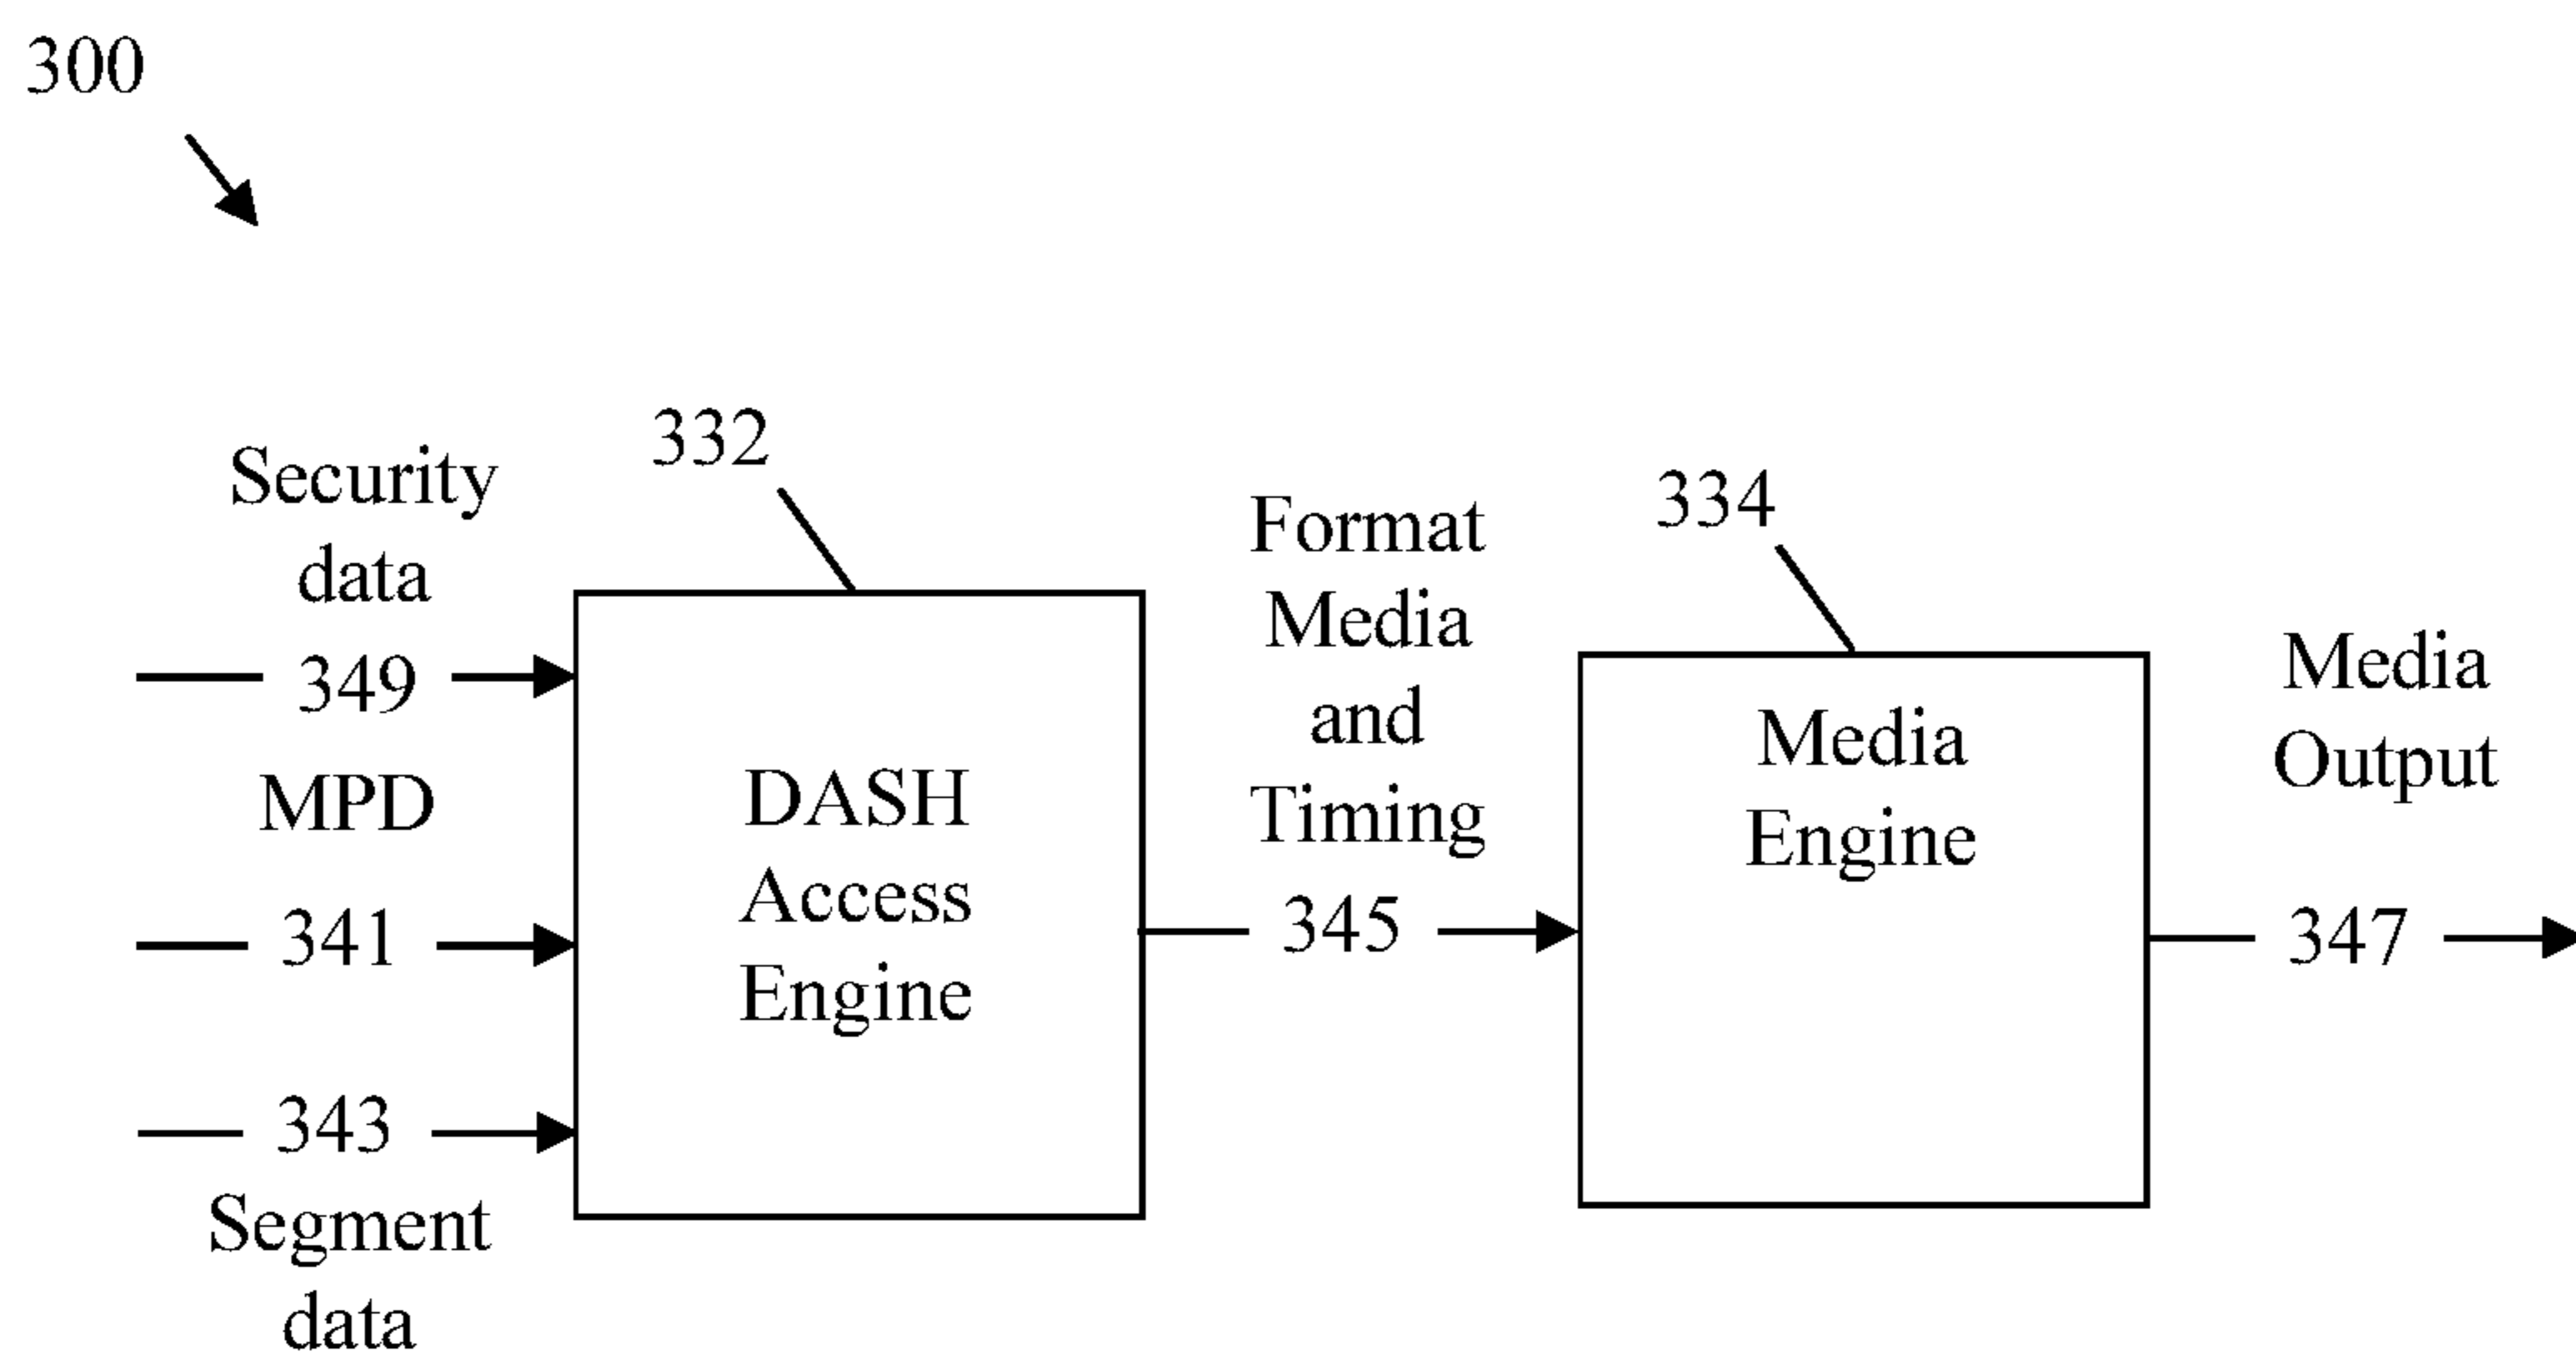 300
Security
data
349
MPD
341
343
Segment
data
332
DASH
Access
Engine
Format
Media
and
Timing
345
334
Media
Engine
Media
Output
347